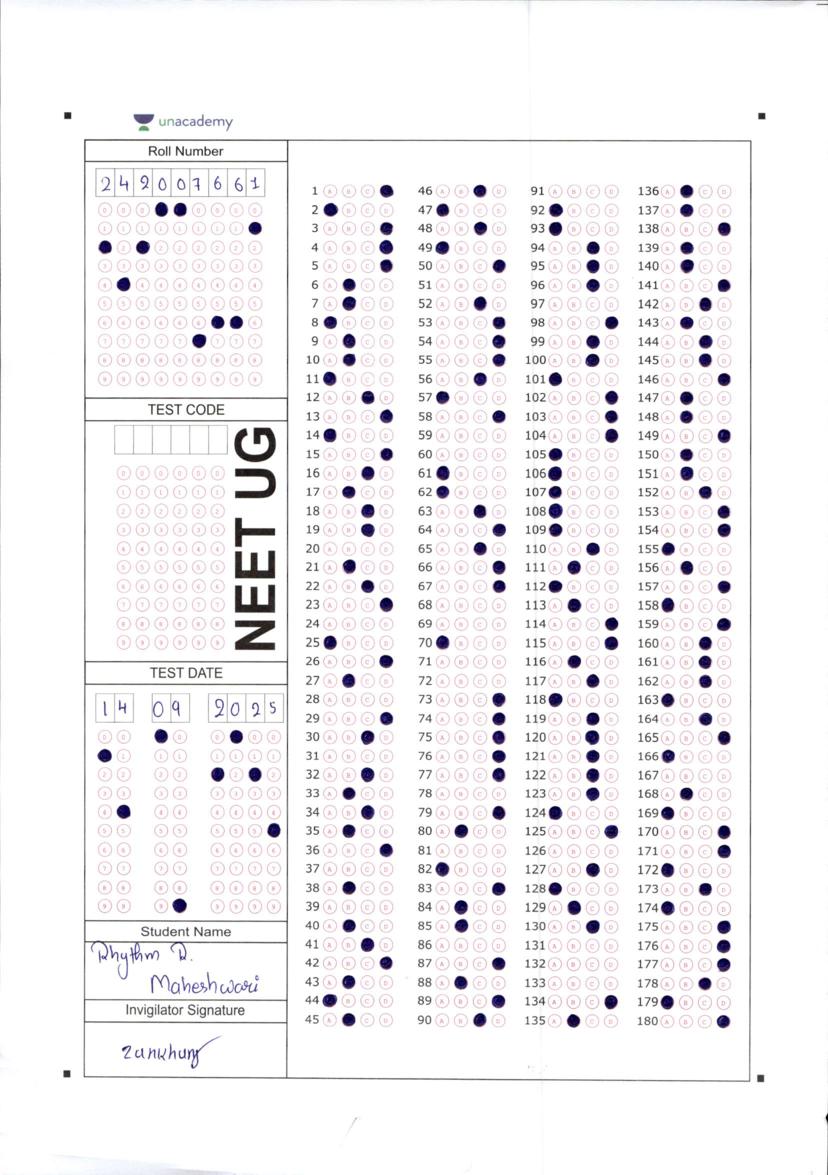 unacademy
Roll Number
2 4 2 0 0 7 6 6 1
TEST CODE
NEET UG
TEST DATE
14 09 2025
Student Name
Rhythm R.
Maheshwari
Invigilator Signature
1 A B C 46 A B D 91 A B C D 136 A C D
2 B C D 47 B C D 92 B C D 137 A C D
3 A B C 48 A B D 93 B C D 138 A B C
4 A B C 49 B C D 94 A B D 139 A C D
5 A B C 50 A B C 95 A B D 140 A C D
6 A C D 51 A B C D 96 A B D 141 A B C
7 A C D 52 A B D 97 A B C D 142 A B D
8 B C D 53 A B C 98 A B C 143 A C D
9 A C D 54 A B C 99 A B D 144 A B D
10 A C D 55 A B C 100 A B D 145 A B D
11 B C D 56 A B D 101 B C D 146 A B C
12 A B D 57 B C D 102 A B C 147 A C D
13 A B C 58 A B C 103 A B C 148 A C D
14 B C D 59 A B C D 104 A B C 149 A B C
15 A B C 60 A B C D 105 B C D 150 A C D
16 A B D 61 B C D 106 B C D 151 A C D
17 A C D 62 B C D 107 B C D 152 A B D
18 A B D 63 A B D 108 B C D 153 A B C
19 A B D 64 A B C 109 B C D 154 A B C
20 A B C D 65 A B D 110 A B D 155 B C D
21 A C D 66 A B C 111 A C D 156 A C D
22 A B D 67 A B C 112 B C D 157 A B C
23 A B C 68 A B C D 113 A C D 158 B C D
24 A B C D 69 A B C D 114 A B C 159 A B C
25 B C D 70 B C D 115 A B C 160 A B D
26 A B C 71 A B C D 116 A C D 161 A B D
27 A C D 72 A B C D 117 A B D 162 A B D
28 A B C D 73 A B C 118 B C D 163 B C D
29 A B C 74 A B C 119 A B D 164 A B D
30 A B D 75 A B C 120 A B D 165 A B C
31 A B C D 76 A B C 121 A B D 166 B C D
32 A B D 77 A B C 122 A B D 167 A B C D
33 A C D 78 A B C D 123 A B D 168 A C D
34 A B D 79 A B C 124 B C D 169 B C D
35 A C D 80 A C D 125 A B C 170 A B C
36 A B C 81 A B C D 126 A B C D 171 A B C
37 A B C D 82 B C D 127 A B D 172 B C D
38 A C D 83 A B C 128 B C D 173 A B D
39 A B C D 84 A C D 129 A C D 174 B C D
40 A C D 85 A C D 130 A B D 175 A B C
41 A B D 86 A B C D 131 A B C D 176 A B C
42 A B C 87 A B C 132 A B C D 177 A B C
43 A C D 88 A C D 133 A B C D 178 A B D
44 B C D 89 A B C 134 A B C 179 B C D
45 A C D 90 A B D 135 A C D 180 A B C